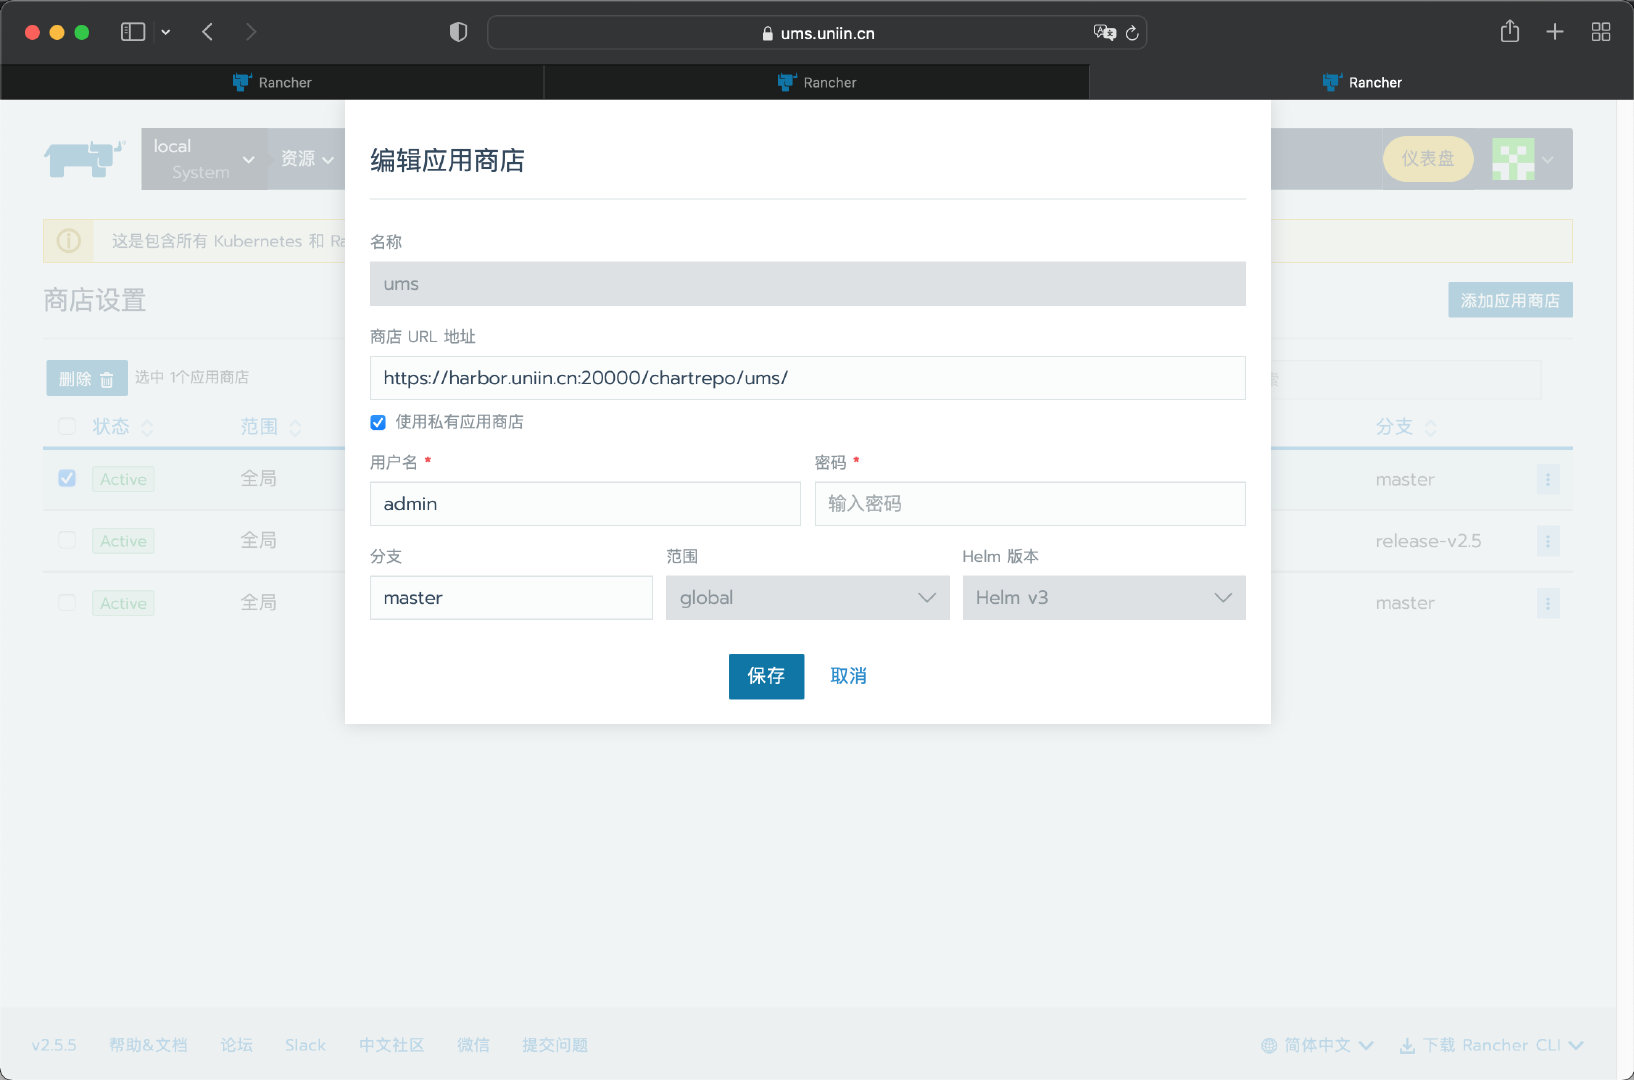 ums.uniin.cn
Rancher
Rancher
Rancher
local
System
资源
仪表盘
编辑应用商店
这是包含所有 Kubernetes 和 Ra
名称
ums
商店设置
添加应用商店
商店 URL 地址
https://harbor.uniin.cn:20000/chartrepo/ums/
删除
选中 1个应用商店
索
使用私有应用商店
状态
范围
分支
用户名 *
密码 *
Active
全局
admin
输入密码
master
Active
全局
release-v2.5
分支
范围
Helm 版本
Active
全局
master
global
Helm v3
master
保存
取消
v2.5.5
帮助&文档
论坛
Slack
中文社区
微信
提交问题
简体中文
下载 Rancher CLI